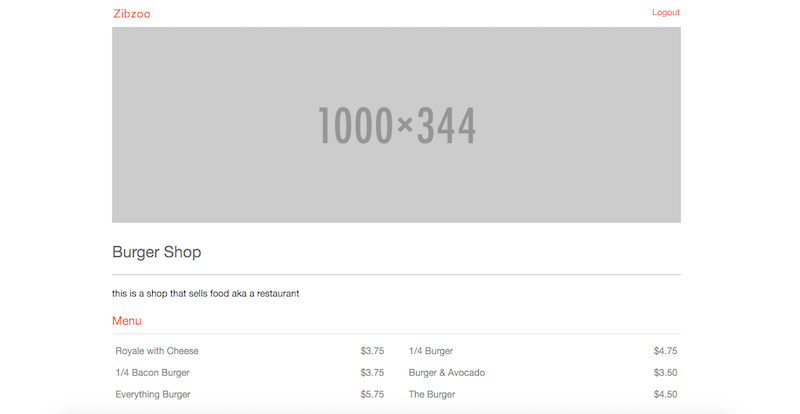 Zibzoo Logout
1000×344
Burger Shop
this is a shop that sells food aka a restaurant
Menu
Royale with Cheese $3.75 1/4 Burger $4.75
1/4 Bacon Burger $3.75 Burger & Avocado $3.50
Everything Burger $5.75 The Burger $4.50